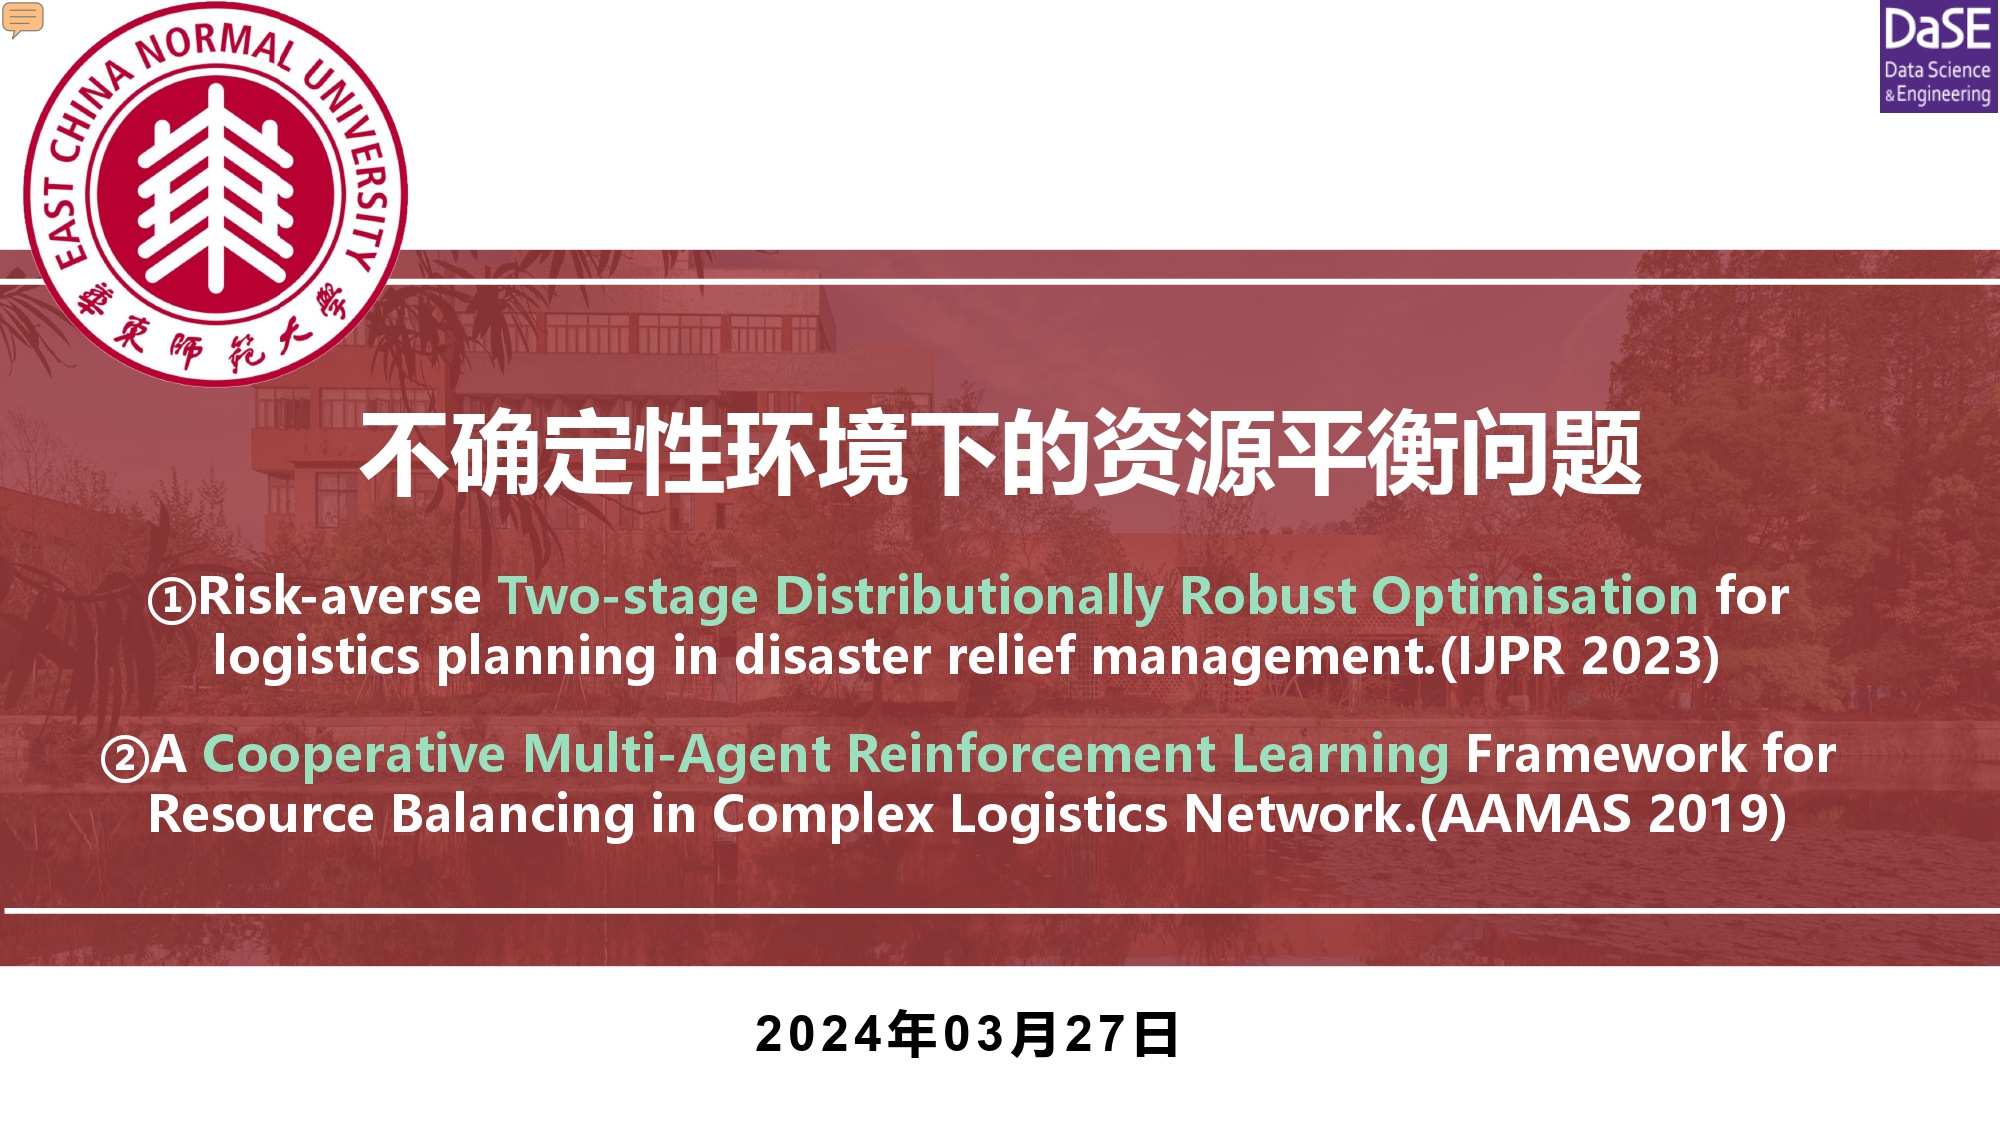 EAST CHINA NORMAL UNIVERSITY
華東師範大學
DaSE
Data Science
&Engineering
不确定性环境下的资源平衡问题
①Risk-averse Two-stage Distributionally Robust Optimisation for
logistics planning in disaster relief management.(IJPR 2023)
②A Cooperative Multi-Agent Reinforcement Learning Framework for
Resource Balancing in Complex Logistics Network.(AAMAS 2019)
2024年03月27日